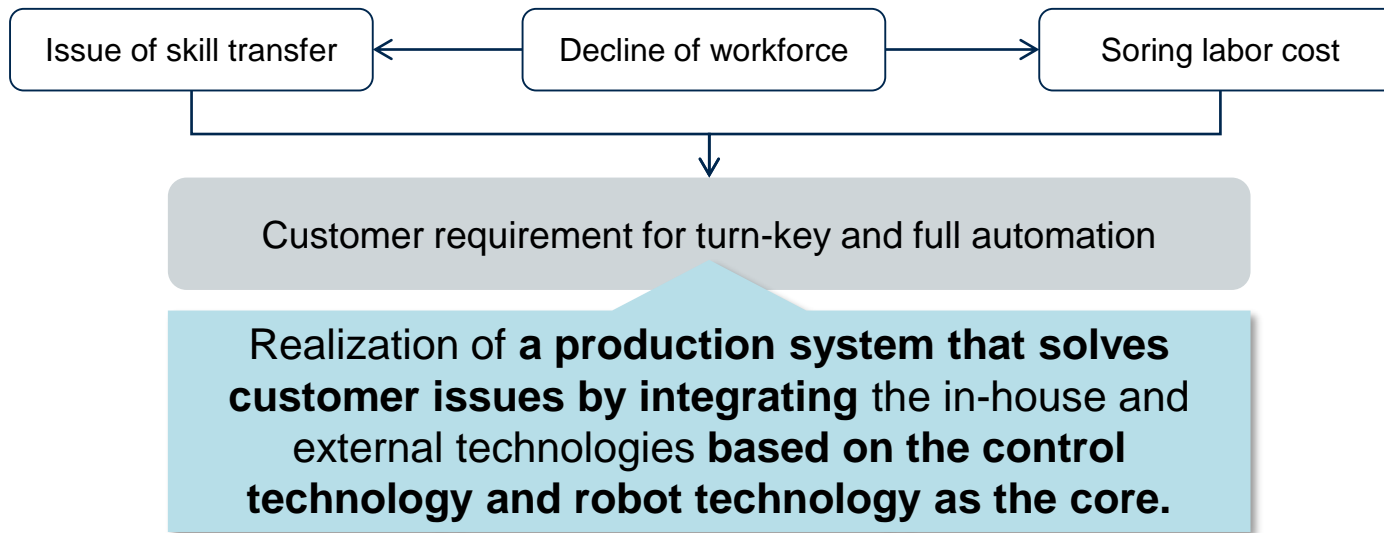 Issue of skill transfer
Decline of workforce
Soring labor cost
Customer requirement for turn-key and full automation
Realization of a production system that solves
customer issues by integrating the in-house and
external technologies based on the control
technology and robot technology as the core.